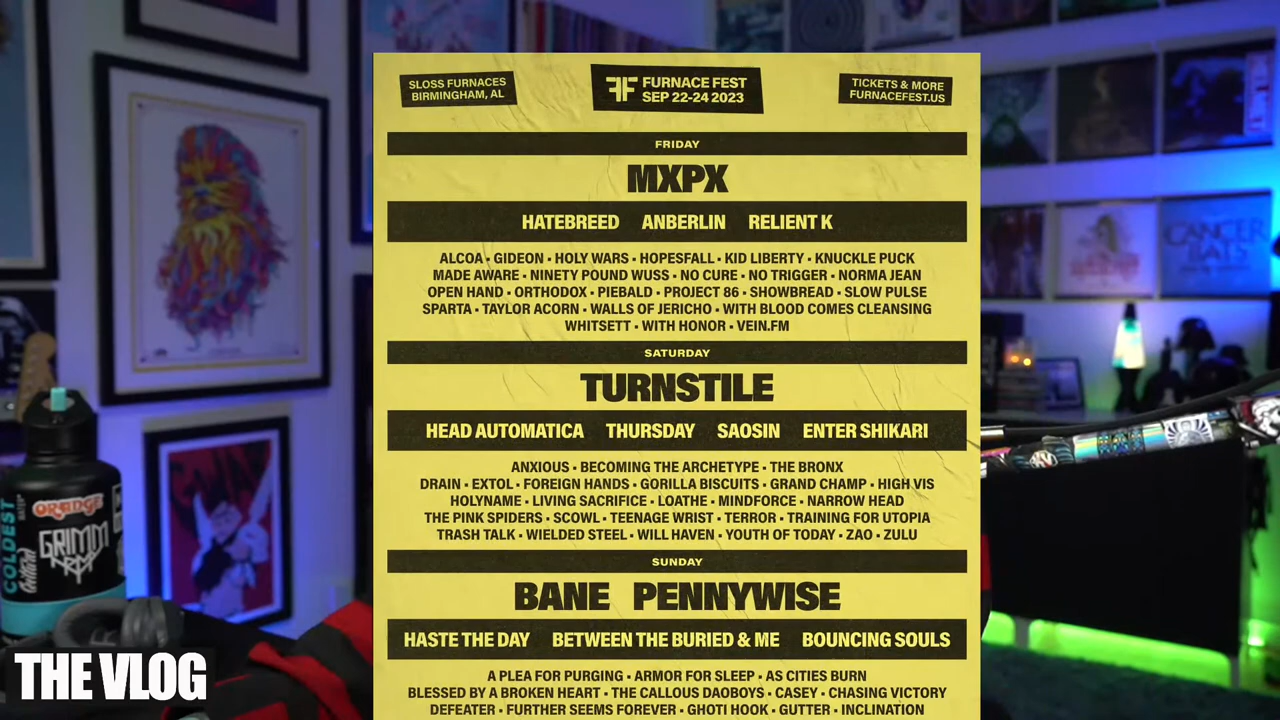 SLOSS FURNACES
BIRMINGHAM, AL
FURNACE FEST
SEP 22-24 2023
TICKETS & MORE
FURNACEFEST.US
FRIDAY
MXPX
HATEBREED ANBERLIN RELIENT K
ALCOA • GIDEON • HOLY WARS • HOPESFALL • KID LIBERTY • KNUCKLE PUCK
MADE AWARE • NINETY POUND WUSS • NO CURE • NO TRIGGER • NORMA JEAN
OPEN HAND • ORTHODOX • PIEBALD • PROJECT 86 • SHOWBREAD • SLOW PULSE
SPARTA • TAYLOR ACORN • WALLS OF JERICHO • WITH BLOOD COMES CLEANSING
WHITSETT • WITH HONOR • VEIN.FM
SATURDAY
TURNSTILE
HEAD AUTOMATICA THURSDAY SAOSIN ENTER SHIKARI
ANXIOUS • BECOMING THE ARCHETYPE • THE BRONX
DRAIN • EXTOL • FOREIGN HANDS • GORILLA BISCUITS • GRAND CHAMP • HIGH VIS
HOLYNAME • LIVING SACRIFICE • LOATHE • MINDFORCE • NARROW HEAD
THE PINK SPIDERS • SCOWL • TEENAGE WRIST • TERROR • TRAINING FOR UTOPIA
TRASH TALK • WIELDED STEEL • WILL HAVEN • YOUTH OF TODAY • ZAO • ZULU
SUNDAY
BANE PENNYWISE
HASTE THE DAY BETWEEN THE BURIED & ME BOUNCING SOULS
A PLEA FOR PURGING • ARMOR FOR SLEEP • AS CITIES BURN
BLESSED BY A BROKEN HEART • THE CALLOUS DAOBOYS • CASEY • CHASING VICTORY
DEFEATER • FURTHER SEEMS FOREVER • GHOTI HOOK • GUTTER • INCLINATION
CANCER
BATS
ORANGE
GRIMM
COLDEST
THE VLOG